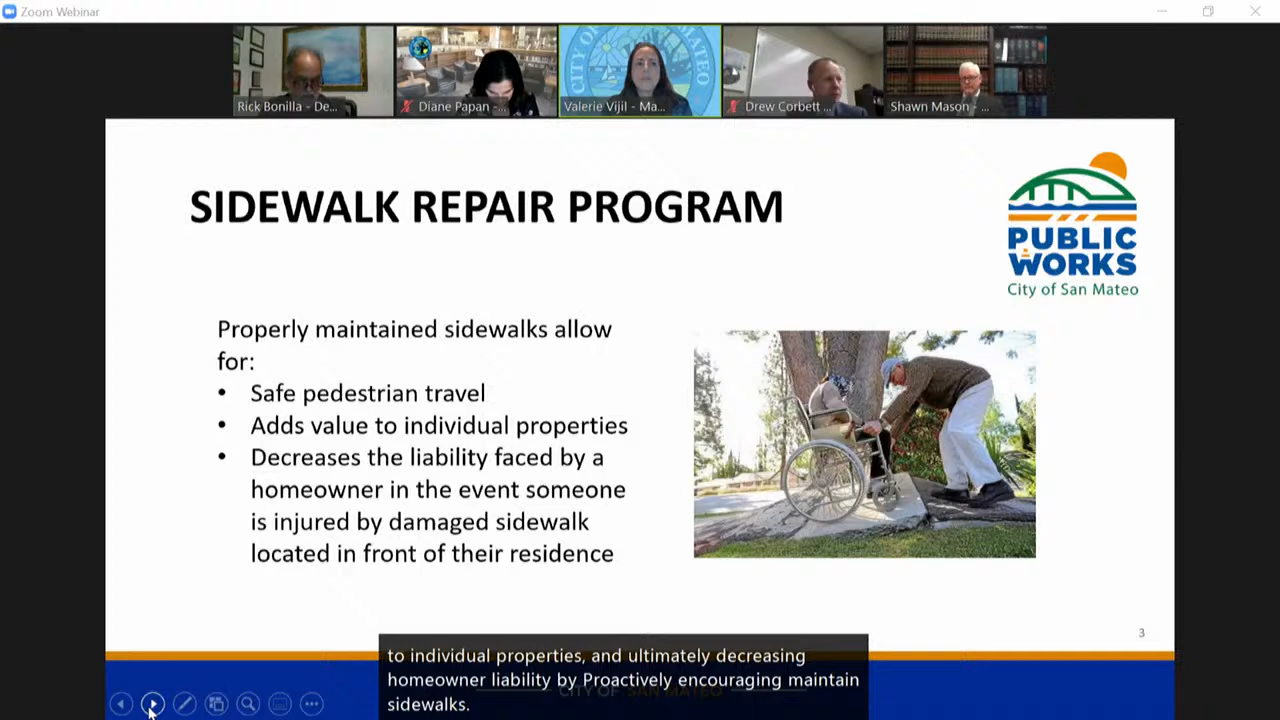 Zoom Webinar
Rick Bonilla - De...
Diane Papan -...
Valerie Vijil - Ma...
Drew Corbett ...
Shawn Mason - ...
SIDEWALK REPAIR PROGRAM
PUBLIC
WORKS
City of San Mateo
Properly maintained sidewalks allow
for:
• Safe pedestrian travel
• Adds value to individual properties
• Decreases the liability faced by a
homeowner in the event someone
is injured by damaged sidewalk
located in front of their residence
3
to individual properties, and ultimately decreasing
homeowner liability by Proactively encouraging maintain
sidewalks.
CITY OF SAN MATEO